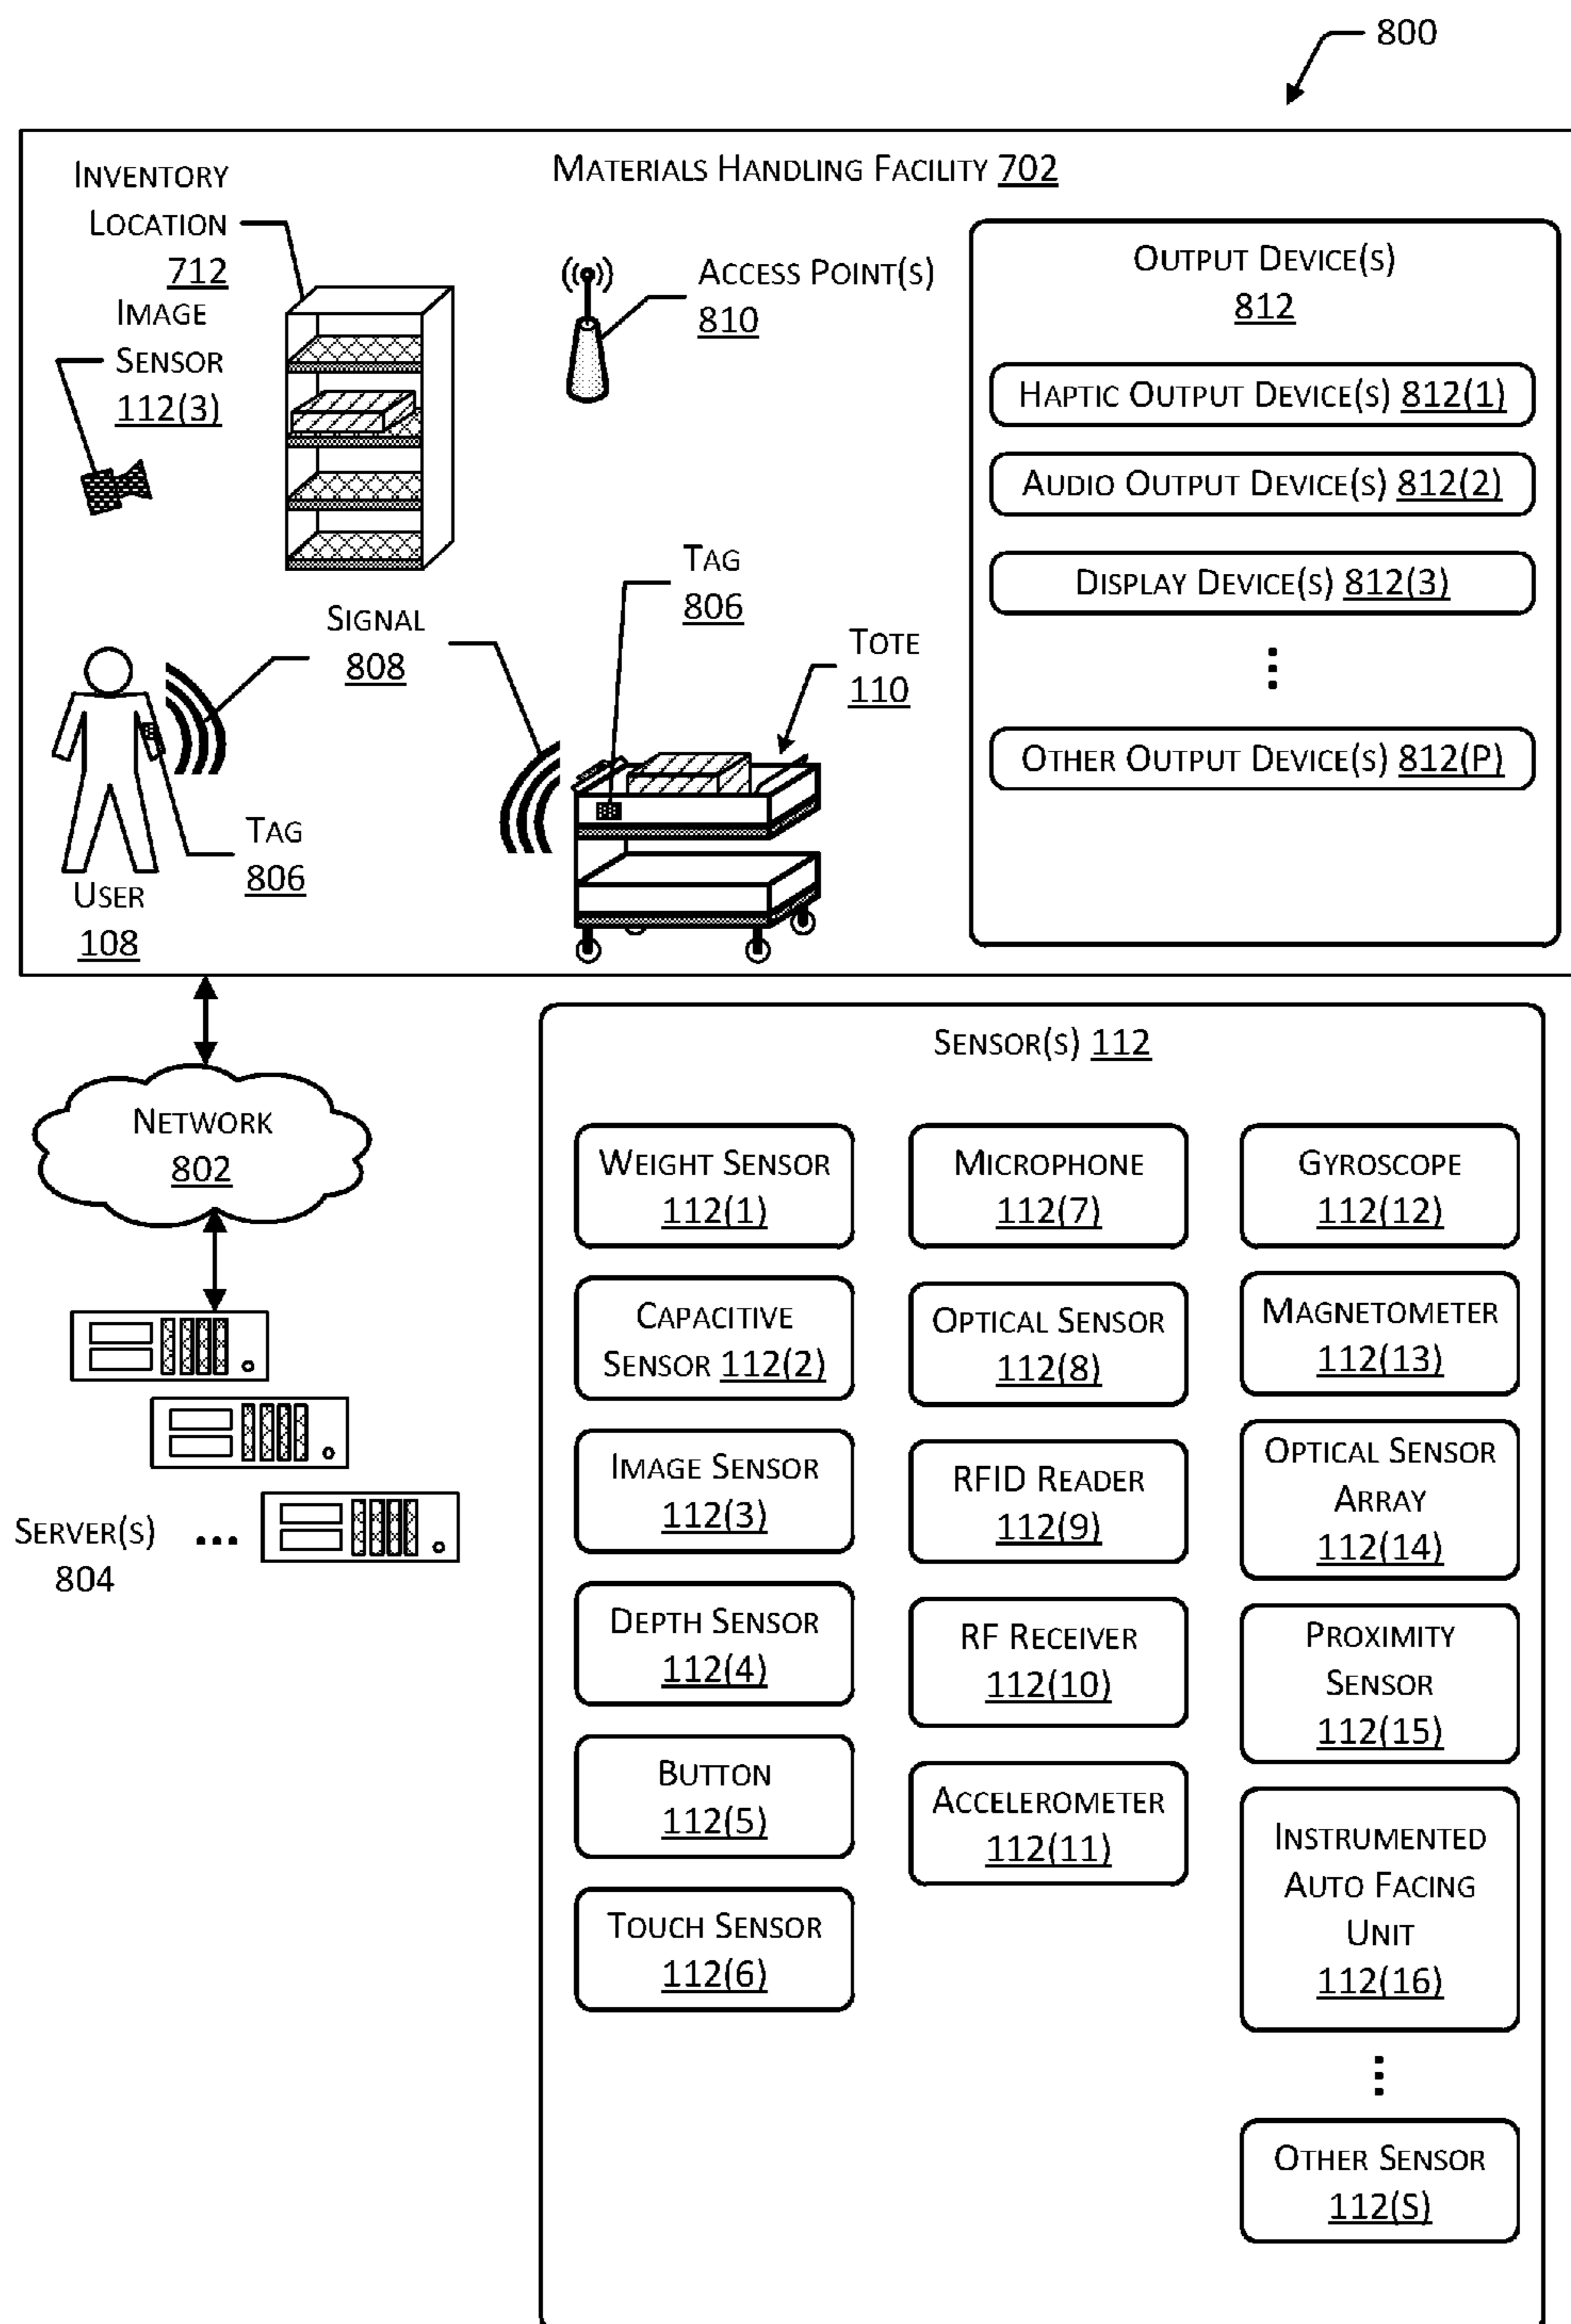 800
MATERIALS HANDLING FACILITY 702
INVENTORY
LOCATION
712
IMAGE
SENSOR
112(3)
ACCESS POINT(S)
810
OUTPUT DEVICE(S)
812
HAPTIC OUTPUT DEVICE(S) 812(1)
AUDIO OUTPUT DEVICE(S) 812(2)
DISPLAY DEVICE(S) 812(3)
⋮
OTHER OUTPUT DEVICE(S) 812(P)
TAG
806
SIGNAL
808
TOTE
110
TAG
806
USER
108
NETWORK
802
SERVER(S) ...
804
SENSOR(S) 112
WEIGHT SENSOR
112(1)
CAPACITIVE
SENSOR 112(2)
IMAGE SENSOR
112(3)
DEPTH SENSOR
112(4)
BUTTON
112(5)
TOUCH SENSOR
112(6)
MICROPHONE
112(7)
OPTICAL SENSOR
112(8)
RFID READER
112(9)
RF RECEIVER
112(10)
ACCELEROMETER
112(11)
GYROSCOPE
112(12)
MAGNETOMETER
112(13)
OPTICAL SENSOR
ARRAY
112(14)
PROXIMITY
SENSOR
112(15)
INSTRUMENTED
AUTO FACING
UNIT
112(16)
⋮
OTHER SENSOR
112(S)